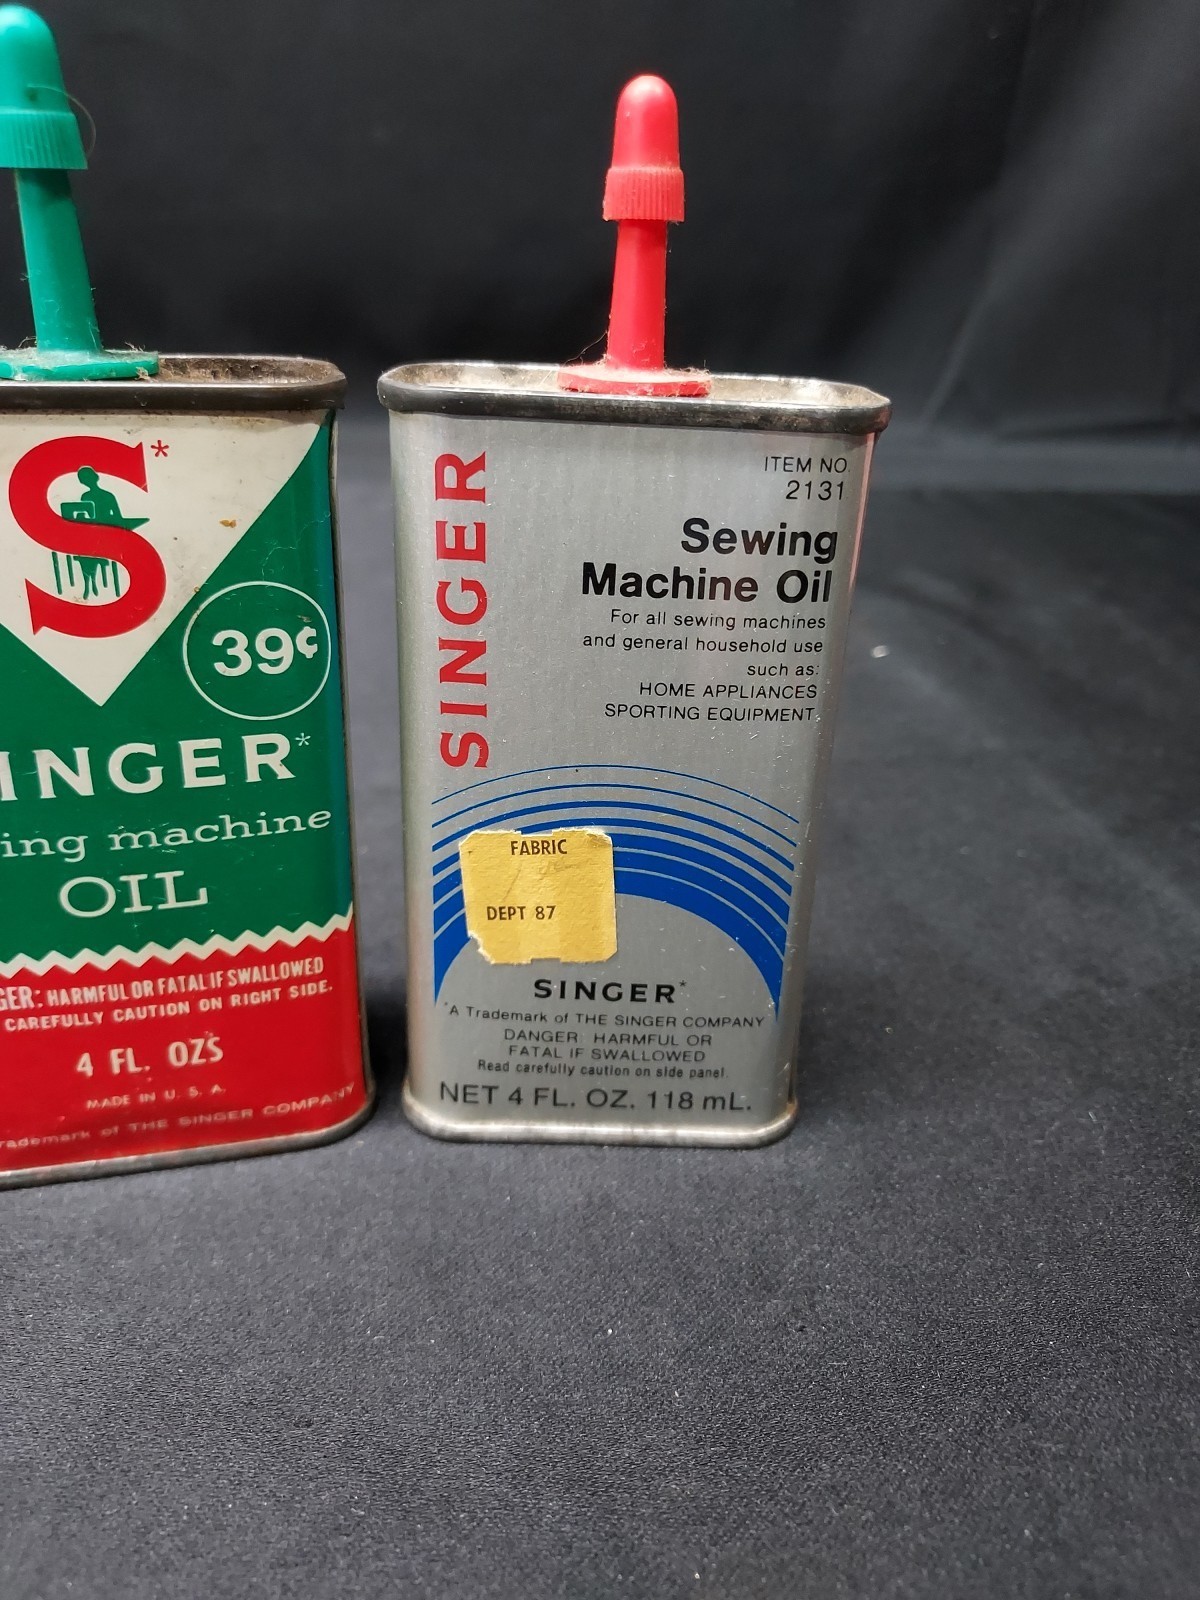 S*
39¢
INGER*
ing machine
OIL
GER: HARMFUL OR FATAL IF SWALLOWED
CAREFULLY CAUTION ON RIGHT SIDE.
4 FL. OZS
MADE IN U. S. A.
rademark of THE SINGER COMPANY
SINGER
ITEM NO.
2131
Sewing
Machine Oil
For all sewing machines
and general household use
such as:
HOME APPLIANCES
SPORTING EQUIPMENT
FABRIC
DEPT 87
SINGER*
*A Trademark of THE SINGER COMPANY
DANGER: HARMFUL OR
FATAL IF SWALLOWED
Read carefully caution on side panel.
NET 4 FL. OZ. 118 mL.